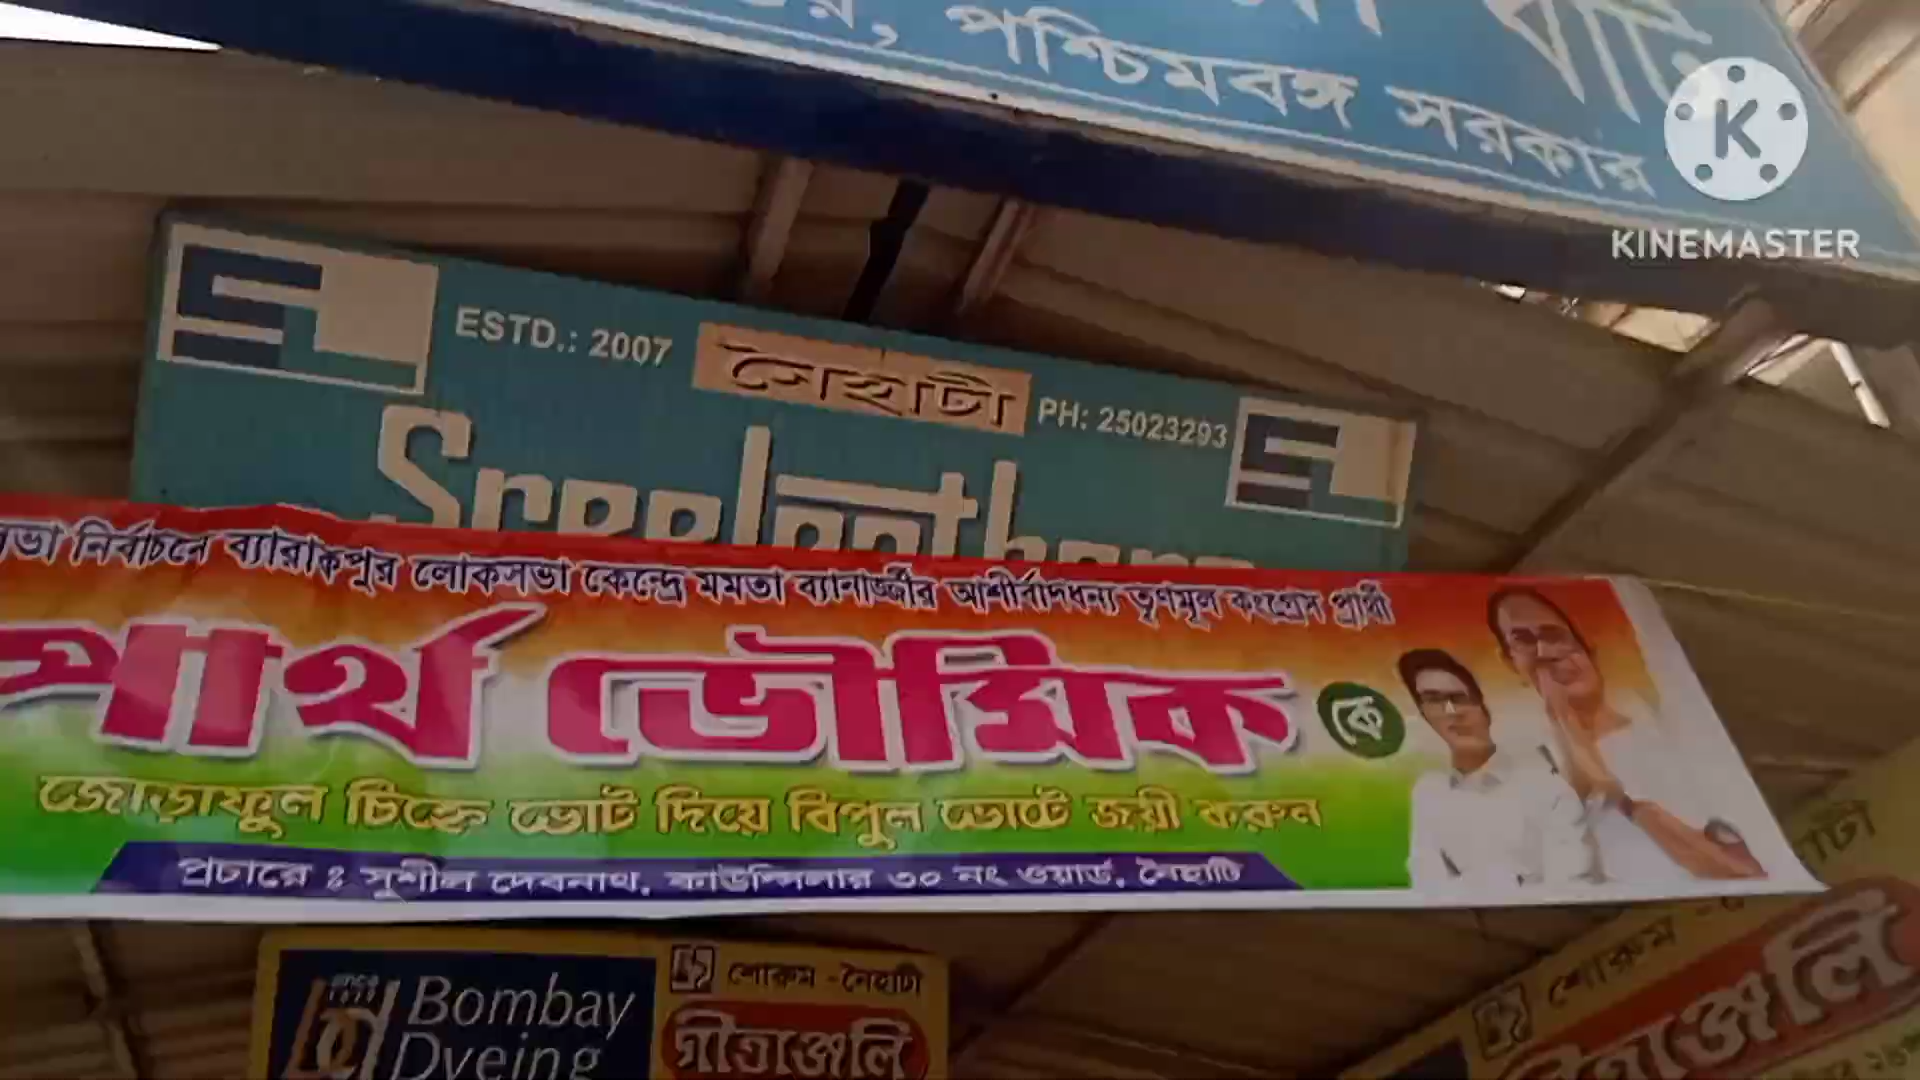 পশ্চিমবঙ্গ সরকার
K
KINEMASTER
ESTD.: 2007
নৈহাটী
PH: 25023293
Sreeleathers
নির্বাচনে ব্যারাকপুর লোকসভা কেন্দ্রে মমতা ব্যানার্জ্জীর আশীর্বাদধন্য তৃণমূল কংগ্রেস প্রার্থী
পার্থ ভৌমিক কে
জোড়াফুল চিহ্নে ভোট দিয়ে বিপুল ভোটে জয়ী করুন
প্রচারে ঃ সুশীল দেবনাথ, কাউন্সিলার ৩০ নং ওয়ার্ড, নৈহাটি
Bombay
Dyeing
শোরুম - নৈহাটী
গীতাঞ্জলি
শোরুম -
গীতাঞ্জলি